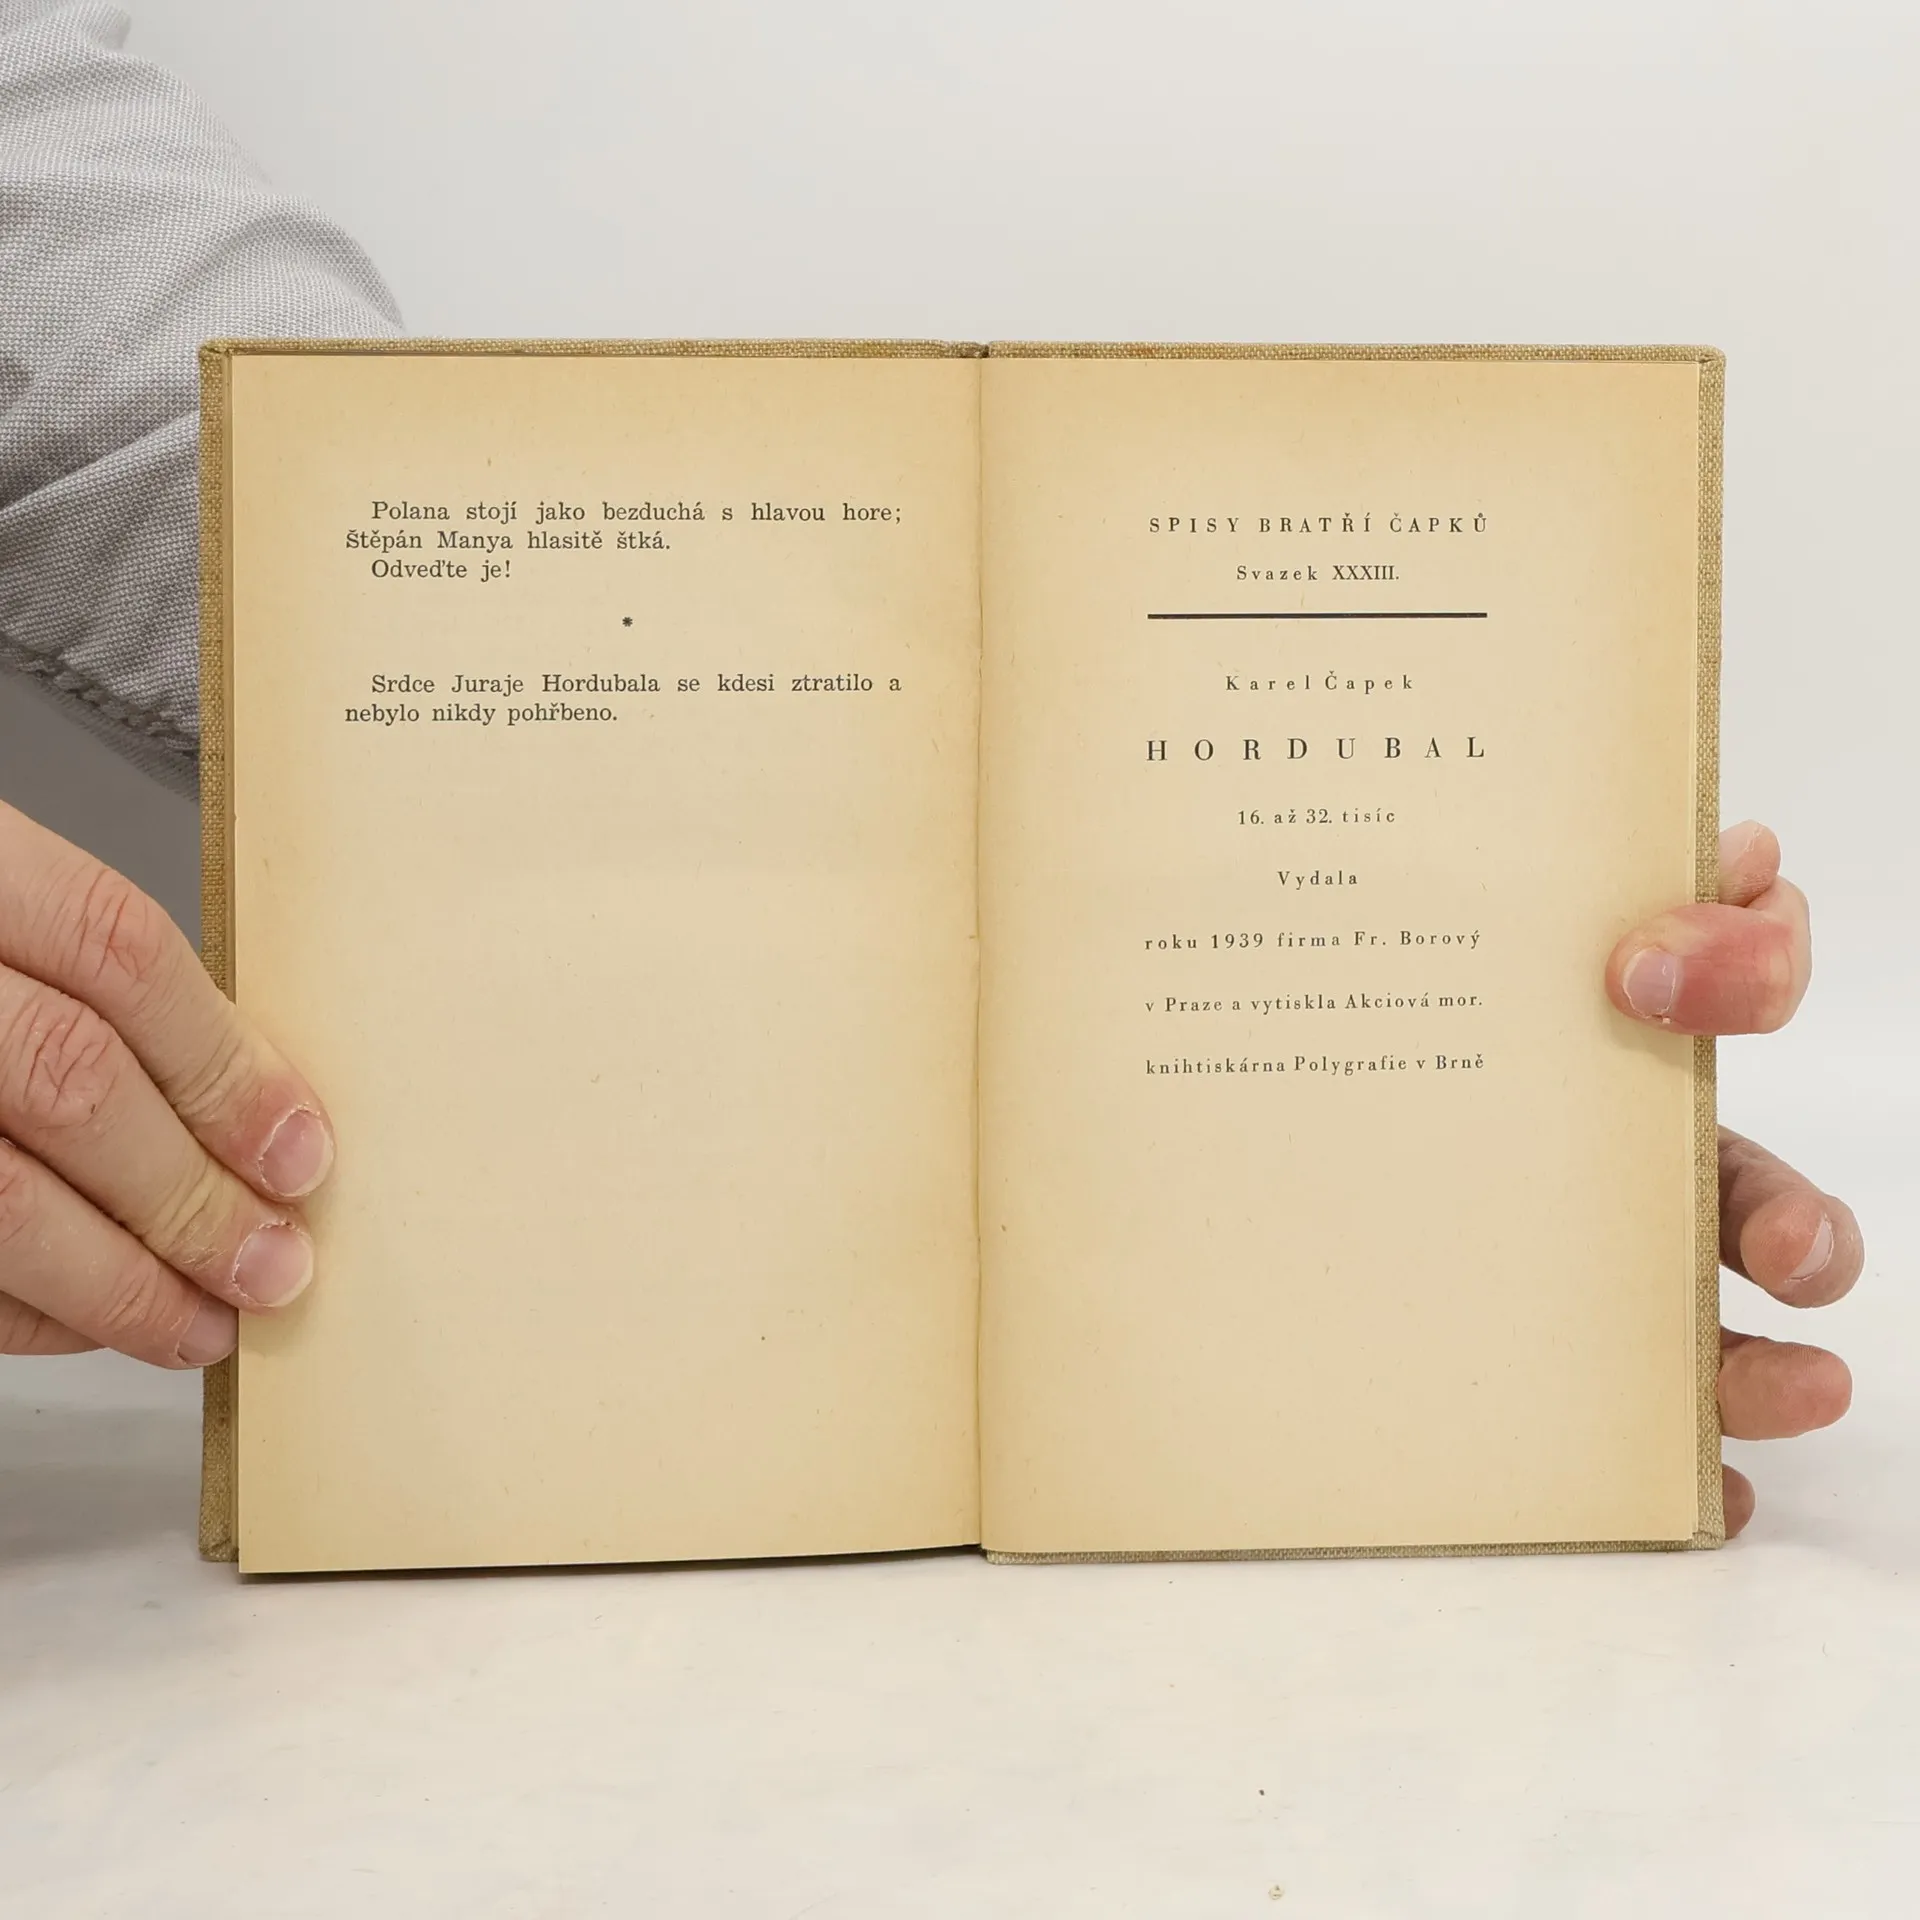 Polana stojí jako bezduchá s hlavou hore;
Štěpán Manya hlasitě štká.
Odveďte je!
*
Srdce Juraje Hordubala se kdesi ztratilo a
nebylo nikdy pohřbeno.
SPISY BRATŘÍ ČAPKŮ
Svazek XXXIII.
Karel Čapek
HORDUBAL
16. až 32. tisíc
Vydala
roku 1939 firma Fr. Borový
v Praze a vytiskla Akciová mor.
knihtiskárna Polygrafie v Brně